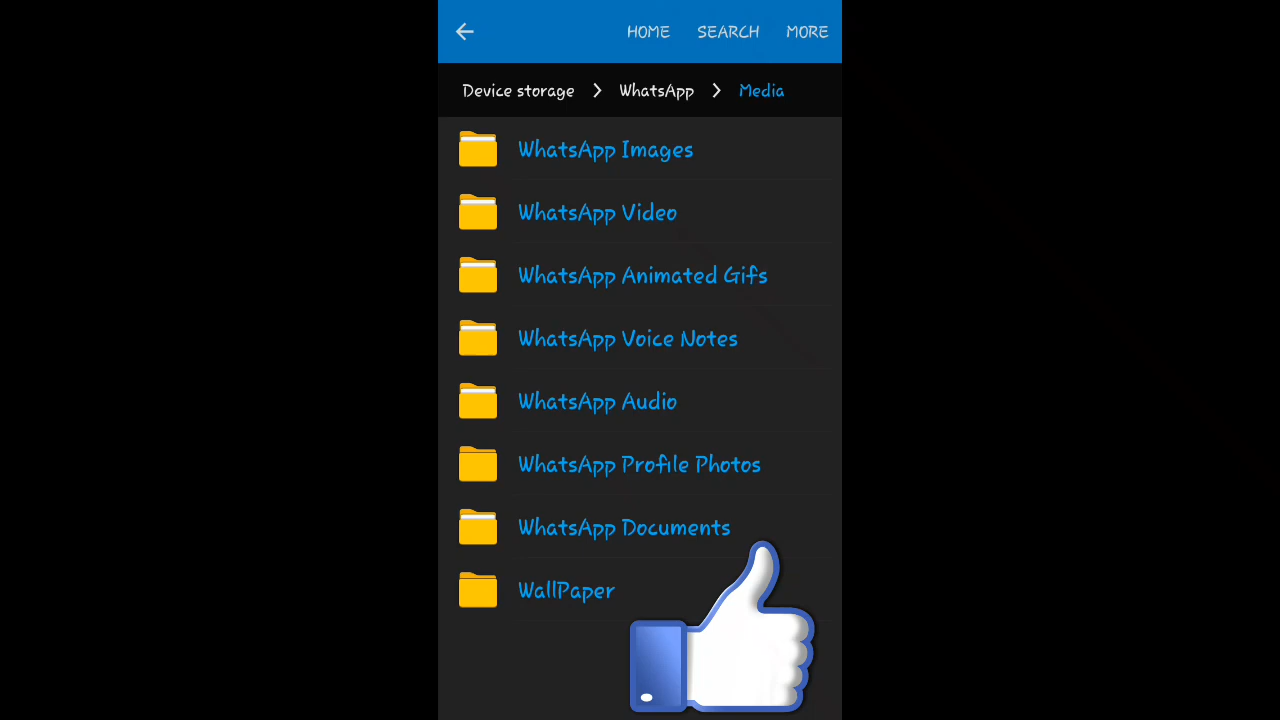 HOME SEARCH MORE
Device storage > WhatsApp > Media
WhatsApp Images
WhatsApp Video
WhatsApp Animated Gifs
WhatsApp Voice Notes
WhatsApp Audio
WhatsApp Profile Photos
WhatsApp Documents
WallPaper